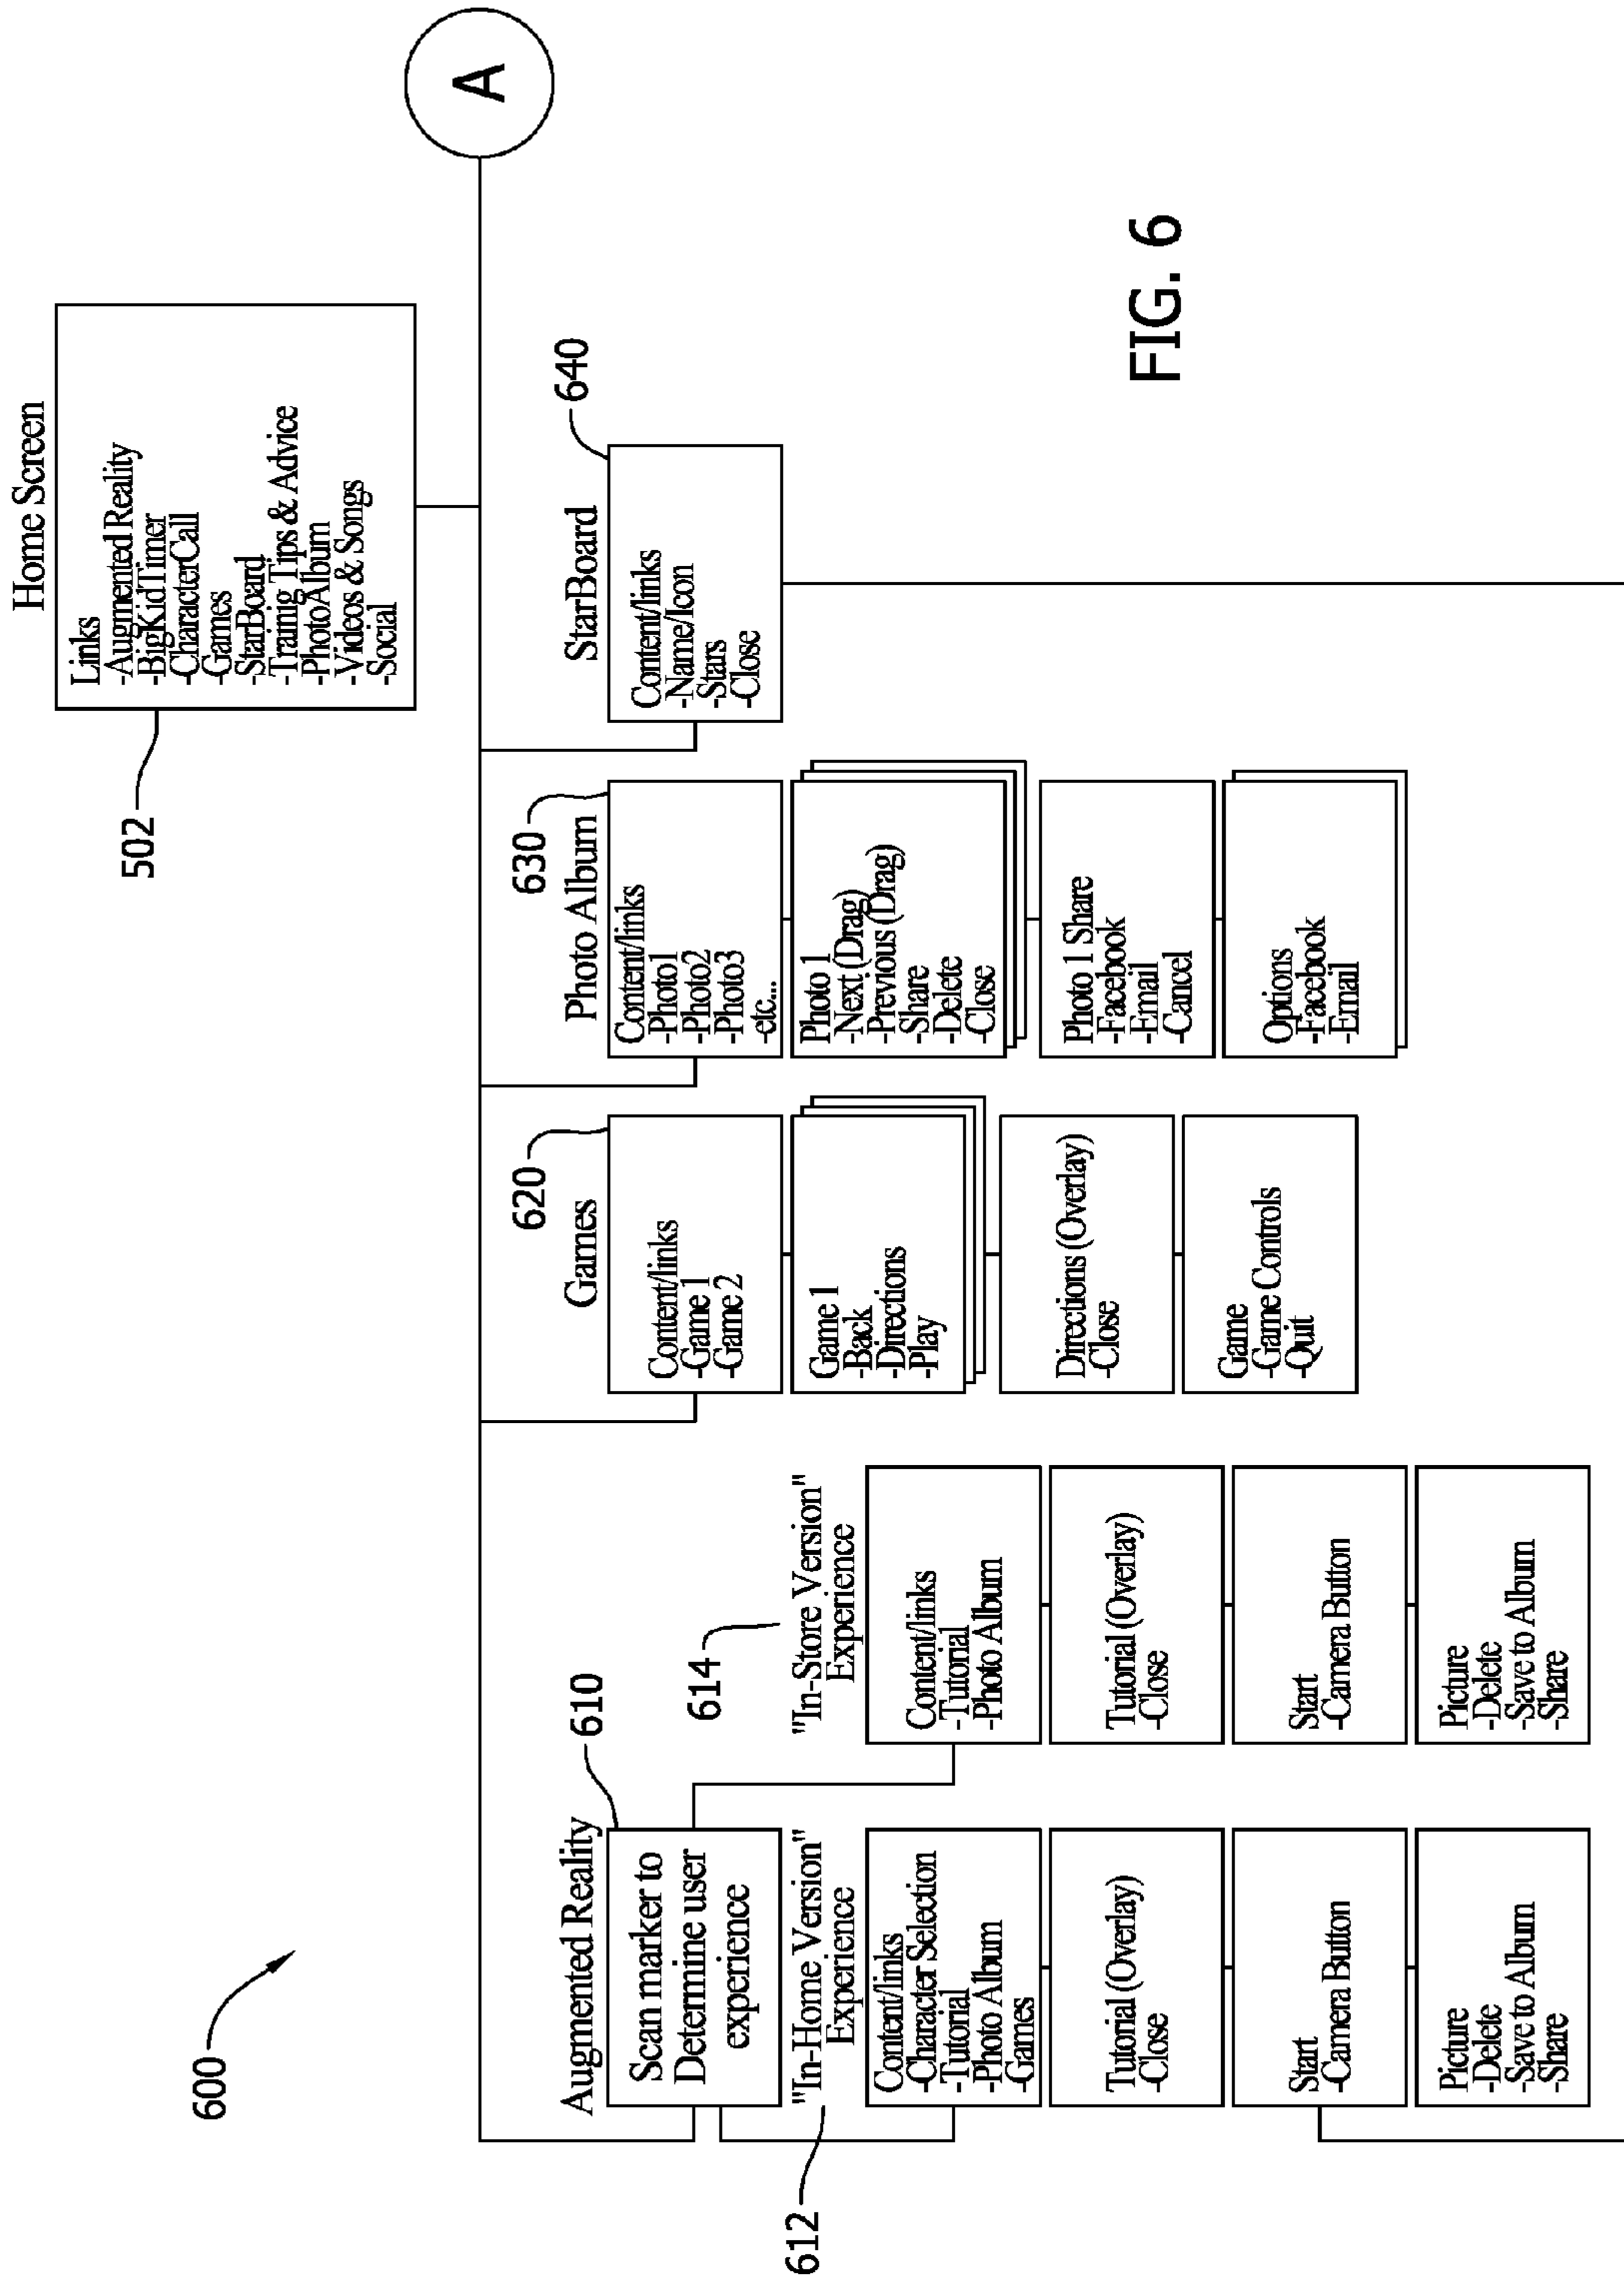 600
Home Screen
502
Links
-Augmented Reality
-BigKidTimer
-CharacterCall
-Games
-StarBoard
-Trainig Tips & Advice
-PhotoAlbum
-Videos & Songs
-Social
A
Augmented Reality
610
Scan marker to
Determine user
experience
612
"In-Home Version"
Experience
Content/links
-Character Selection
-Tutorial
-Photo Album
-Games
Tutorial (Overlay)
-Close
Start
-Camera Button
Picture
-Delete
-Save to Album
-Share
614
"In-Store Version"
Experience
Content/links
-Tutorial
-Photo Album
Tutorial (Overlay)
-Close
Start
-Camera Button
Picture
-Delete
-Save to Album
-Share
Games
620
Content/links
-Game 1
-Game 2
Game 1
-Back
-Directions
-Play
Directions (Overlay)
-Close
Game
-Game Controls
-Quit
Photo Album
630
Content/links
-Photo1
-Photo2
-Photo3
-etc...
Photo 1
-Next (Drag)
-Previous (Drag)
-Share
-Delete
-Close
Photo 1 Share
-Facebook
-Email
-Cancel
Options
-Facebook
-Email
StarBoard
640
Content/links
-Name/Icon
-Stars
-Close
FIG. 6